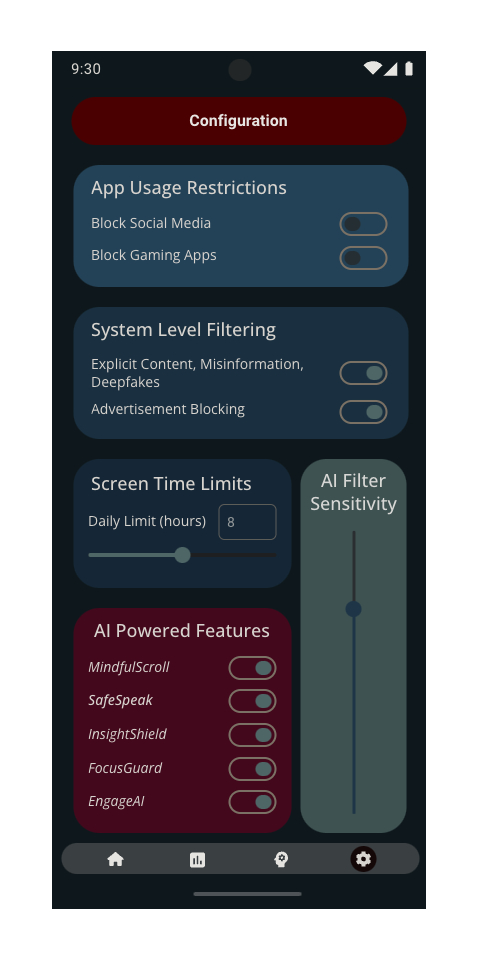 9:30
Configuration
App Usage Restrictions
Block Social Media
Block Gaming Apps
System Level Filtering
Explicit Content, Misinformation,
Deepfakes
Advertisement Blocking
Screen Time Limits
Daily Limit (hours) 8
AI Filter
Sensitivity
AI Powered Features
MindfulScroll
SafeSpeak
InsightShield
FocusGuard
EngageAI